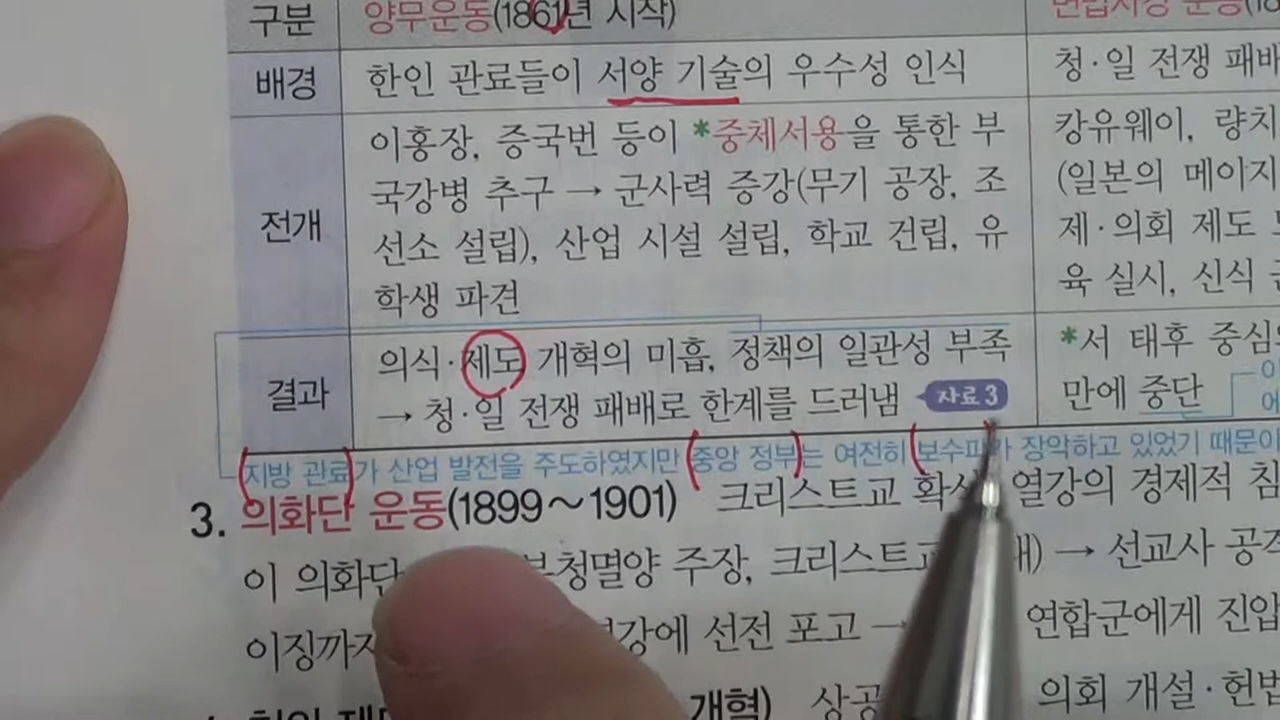 구분 양무운동(1861년 시작)
배경 한인 관료들이 서양 기술의 우수성 인식 청·일 전쟁 패배
전개 이홍장, 증국번 등이 *중체서용을 통한 부 캉유웨이, 량치
국강병 추구 → 군사력 증강(무기 공장, 조 (일본의 메이지
선소 설립), 산업 시설 설립, 학교 건립, 유 제·의회 제도
학생 파견 육 실시, 신식
결과 의식·제도 개혁의 미흡, 정책의 일관성 부족 *서 태후 중심
→ 청·일 전쟁 패배로 한계를 드러냄 자료 3 만에 중단
지방 관료가 산업 발전을 주도하였지만 중앙 정부는 여전히 보수파가 장악하고 있었기 때문이
3. 의화단 운동(1899~1901) 크리스트교 확산, 열강의 경제적 침
이 의화단 부청멸양 주장, 크리스트교 → 선교사 공격
이징까지 선전 포고 → 연합군에게 진압
개혁) 의회 개설·헌법